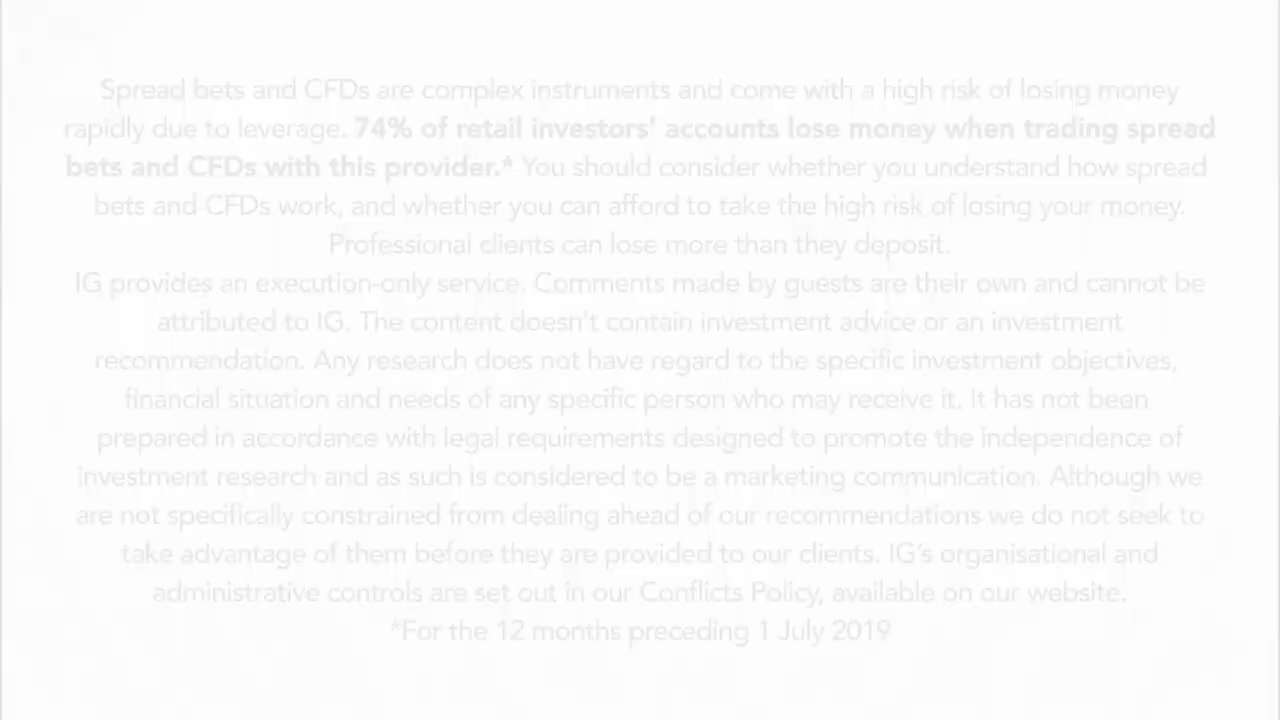 Spread bets and CFDs are complex instruments and come with a high risk of losing money
rapidly due to leverage. 74% of retail investors' accounts lose money when trading spread
bets and CFDs with this provider.* You should consider whether you understand how spread
bets and CFDs work, and whether you can afford to take the high risk of losing your money.
Professional clients can lose more than they deposit.
IG provides an execution-only service. Comments made by guests are their own and cannot be
attributed to IG. The content doesn't contain investment advice or an investment
recommendation. Any research does not have regard to the specific investment objectives,
financial situation and needs of any specific person who may receive it. It has not been
prepared in accordance with legal requirements designed to promote the independence of
investment research and as such is considered to be a marketing communication. Although we
are not specifically constrained from dealing ahead of our recommendations we do not seek to
take advantage of them before they are provided to our clients. IG's organisational and
administrative controls are set out in our Conflicts Policy, available on our website.
*For the 12 months preceding 1 July 2019